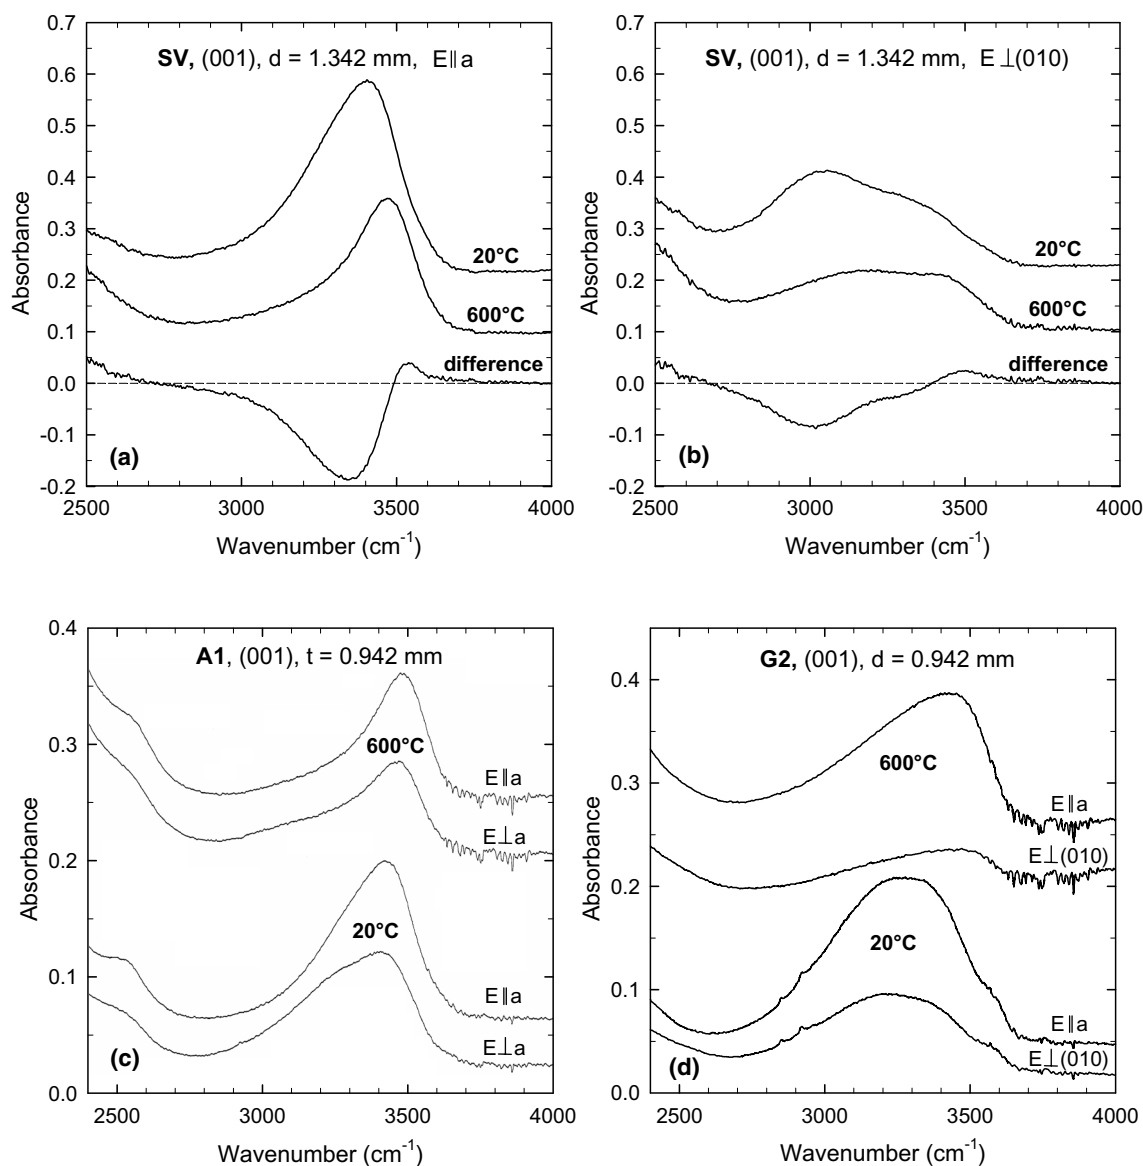 0.7
0.6
0.5
0.4
0.3
0.2
0.1
0.0
-0.1
-0.2
Absorbance
SV, (001), d = 1.342 mm, E∥a
20°C
600°C
difference
(a)
2500 3000 3500 4000
Wavenumber (cm⁻¹)
0.7
0.6
0.5
0.4
0.3
0.2
0.1
0.0
-0.1
-0.2
Absorbance
SV, (001), d = 1.342 mm, E⊥(010)
20°C
600°C
difference
(b)
2500 3000 3500 4000
Wavenumber (cm⁻¹)
0.4
0.3
0.2
0.1
0.0
Absorbance
A1, (001), t = 0.942 mm
600°C
E∥a
E⊥a
20°C
E∥a
E⊥a
(c)
2500 3000 3500 4000
Wavenumber (cm⁻¹)
0.4
0.3
0.2
0.1
0.0
Absorbance
G2, (001), d = 0.942 mm
600°C
E∥a
E⊥(010)
20°C
E∥a
E⊥(010)
(d)
2500 3000 3500 4000
Wavenumber (cm⁻¹)